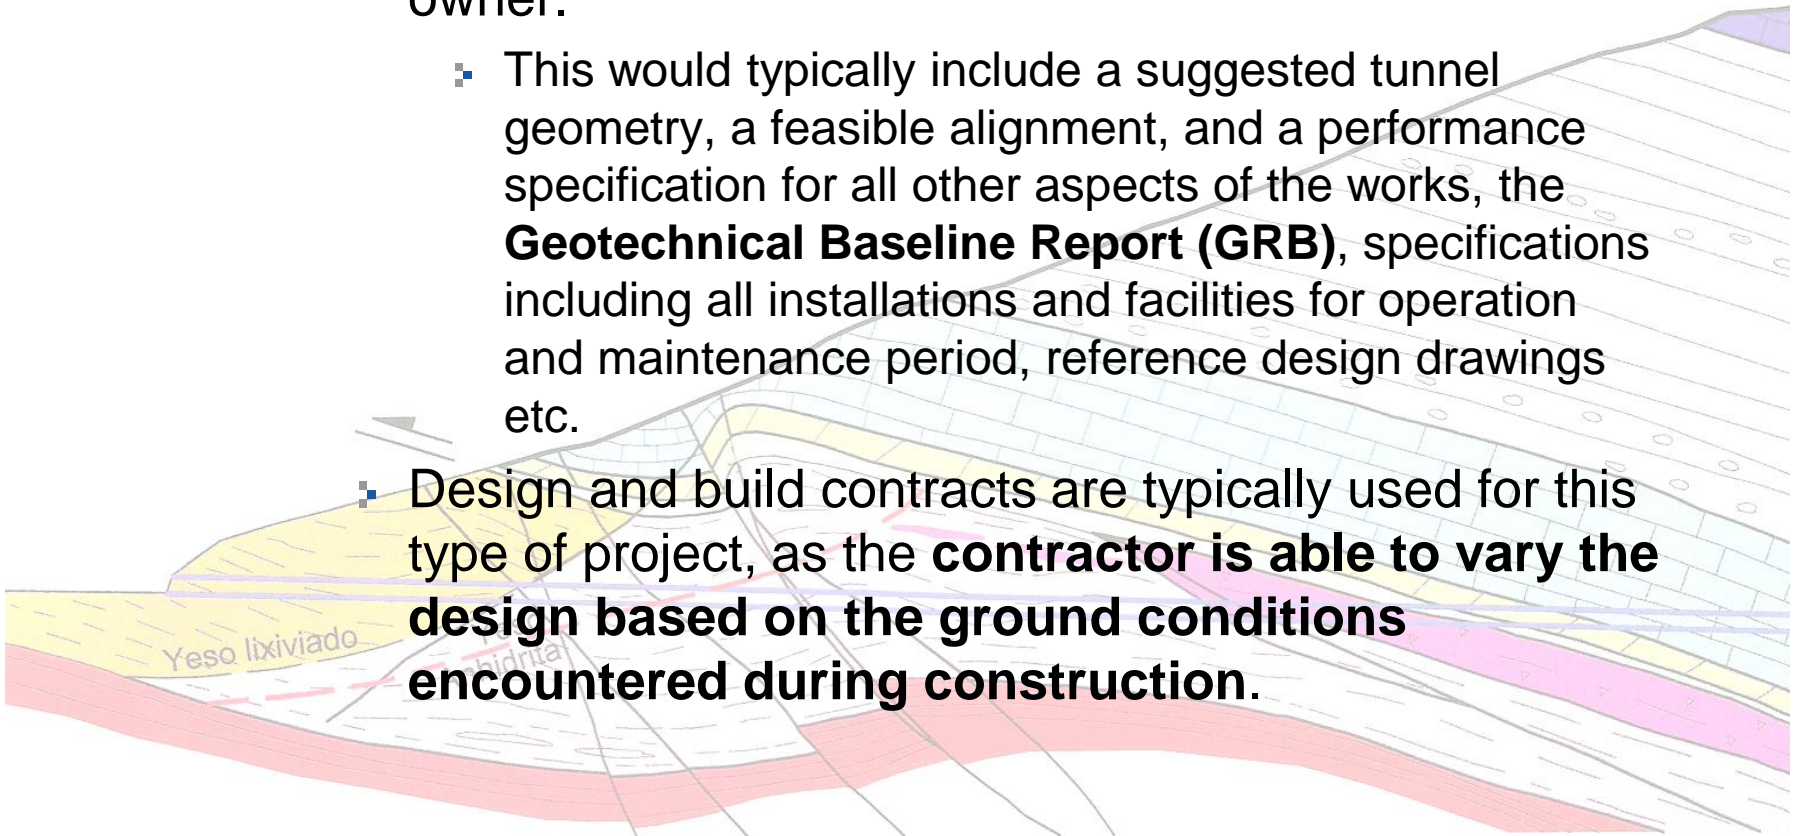 owner.
This would typically include a suggested tunnel
geometry, a feasible alignment, and a performance
specification for all other aspects of the works, the
Geotechnical Baseline Report (GRB), specifications
including all installations and facilities for operation
and maintenance period, reference design drawings
etc.
Design and build contracts are typically used for this
type of project, as the contractor is able to vary the
design based on the ground conditions
Yeso lixiviado
encountered during construction.